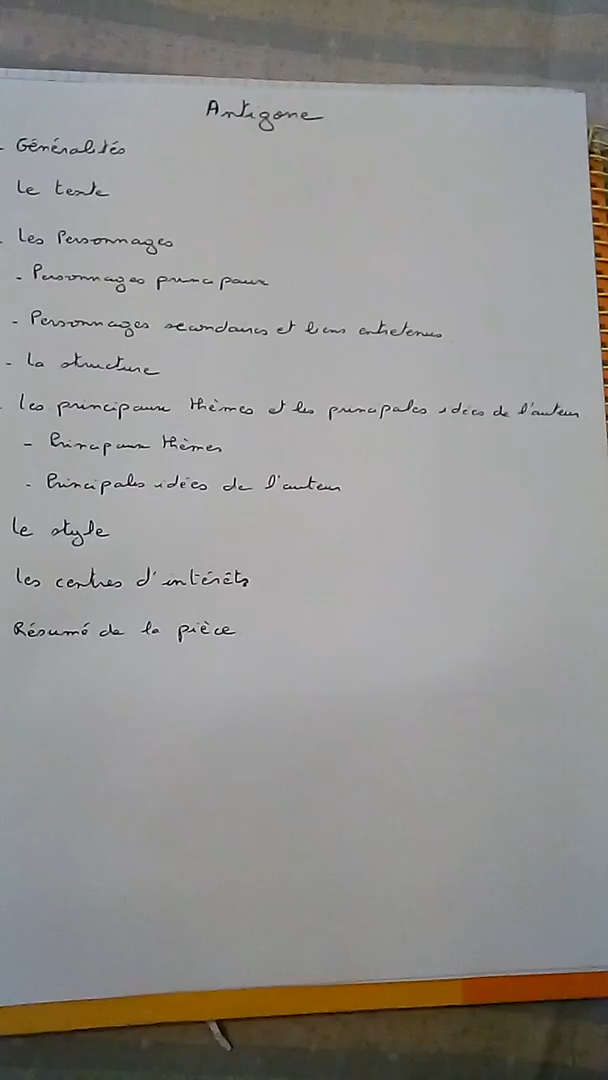 Antigone
- Généralités
Le texte
- Les Personnages
- Personnages principaux
- Personnages secondaires et liens entretenus
- La structure
- Les principaux thèmes et les principales idées de l'auteur
- Principaux thèmes
- Principales idées de l'auteur
Le style
Les centres d'intérêts
Résumé de la pièce